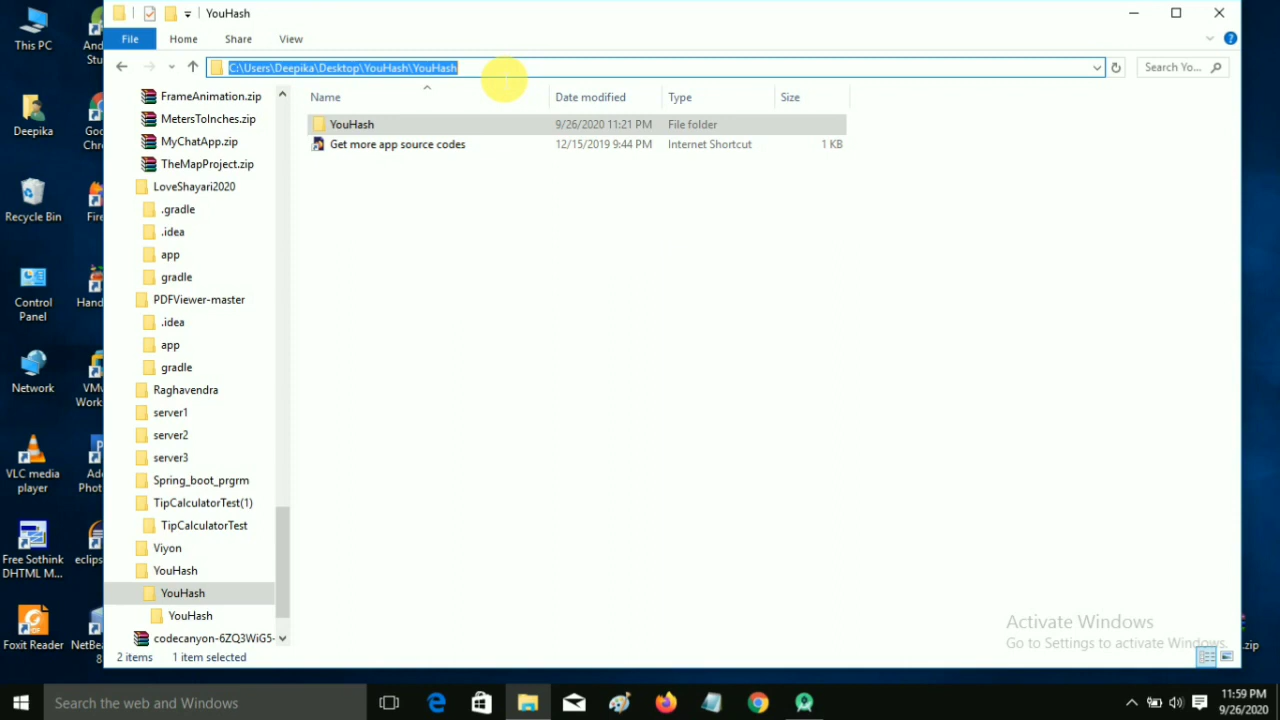 YouHash
File Home Share View
C:\Users\Deepika\Desktop\YouHash\YouHash
Search Yo...
Name Date modified Type Size
YouHash 9/26/2020 11:21 PM File folder
Get more app source codes 12/15/2019 9:44 PM Internet Shortcut 1 KB
FrameAnimation.zip
MetersToInches.zip
MyChatApp.zip
TheMapProject.zip
LoveShayari2020
.gradle
.idea
app
gradle
PDFViewer-master
.idea
app
gradle
Raghavendra
server1
server2
server3
Spring_boot_prgrm
TipCalculatorTest(1)
TipCalculatorTest
Viyon
YouHash
YouHash
YouHash
codecanyon-6ZQ3WiG5-
2 items 1 item selected
This PC
Deepika
Recycle Bin
Control
Panel
Network
VLC media
player
Free Sothink
DHTML M...
Foxit Reader
And
Stu
Goo
Chr
Fire
Hand
VMv
Work
Ad
Phot
eclips
NetBea
8
.zip
Activate Windows
Go to Settings to activate Windows.
Search the web and Windows
11:59 PM
9/26/2020